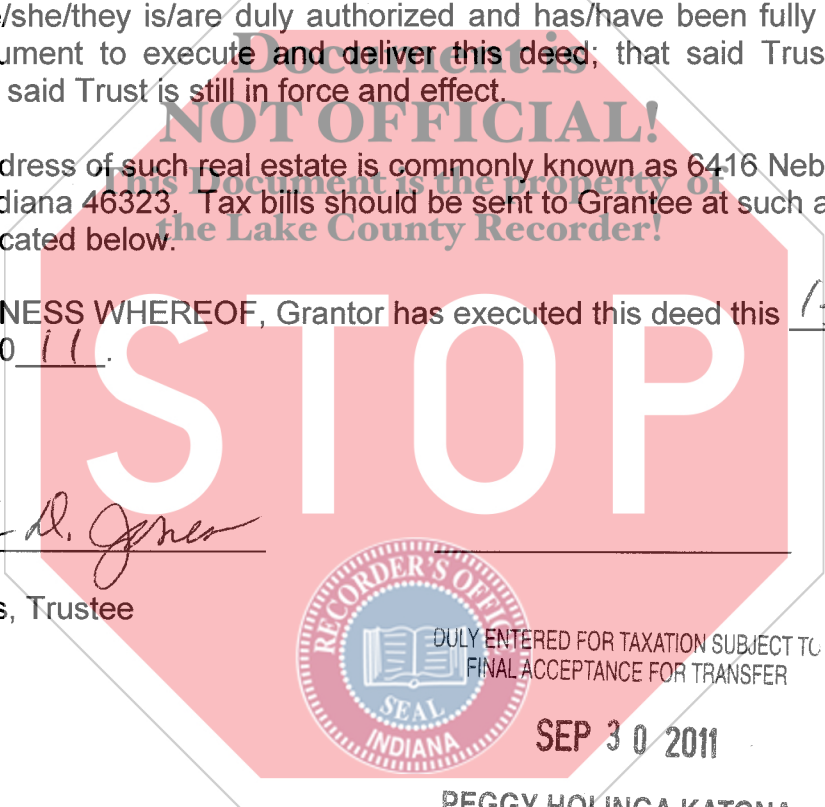 /she/they is/are duly authorized and has/have been fully
ument to execute and deliver this deed; that said Trus
Document is
said Trust is still in force and effect.
NOT OFFICIAL!
dress of such real estate is commonly known as 6416 Neb
This Document is the property of
diana 46323. Tax bills should be sent to Grantee at such a
the Lake County Recorder!
cated below.
NESS WHEREOF, Grantor has executed this deed this
0 11.
STOP
D. Jones
s, Trustee
RECORDER'S OFFICE
SEAL
INDIANA
DULY ENTERED FOR TAXATION SUBJECT TO
FINAL ACCEPTANCE FOR TRANSFER
SEP 30 2011
PEGGY HOLINGA KATONA